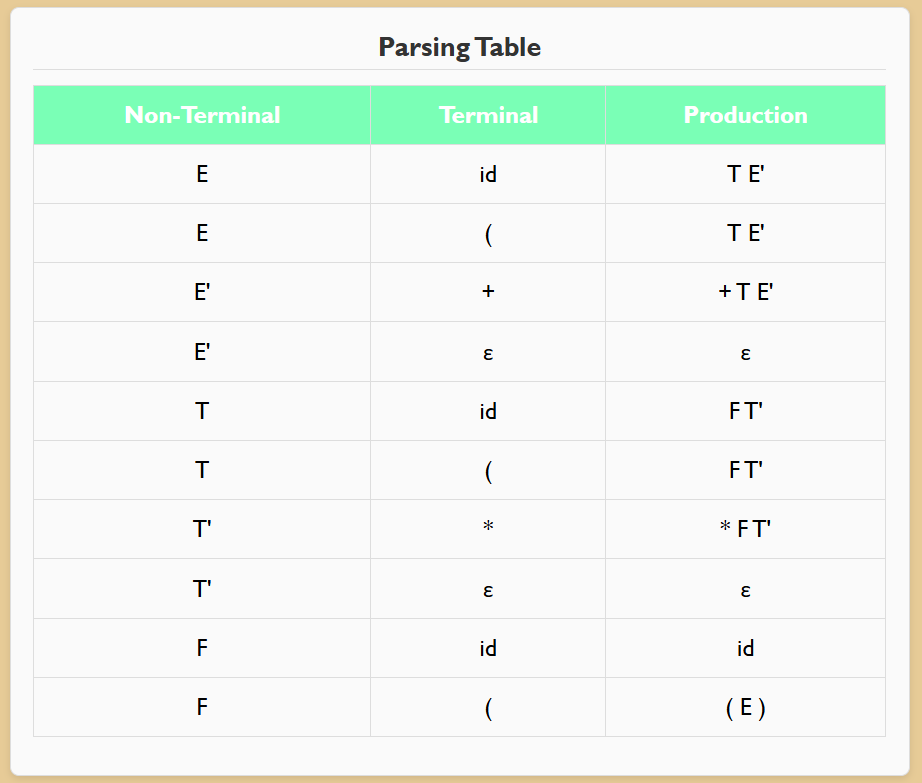 Parsing Table
Non-Terminal Terminal Production
E id T E'
E ( T E'
E' + + T E'
E' ε ε
T id F T'
T ( F T'
T' * * F T'
T' ε ε
F id id
F ( ( E )